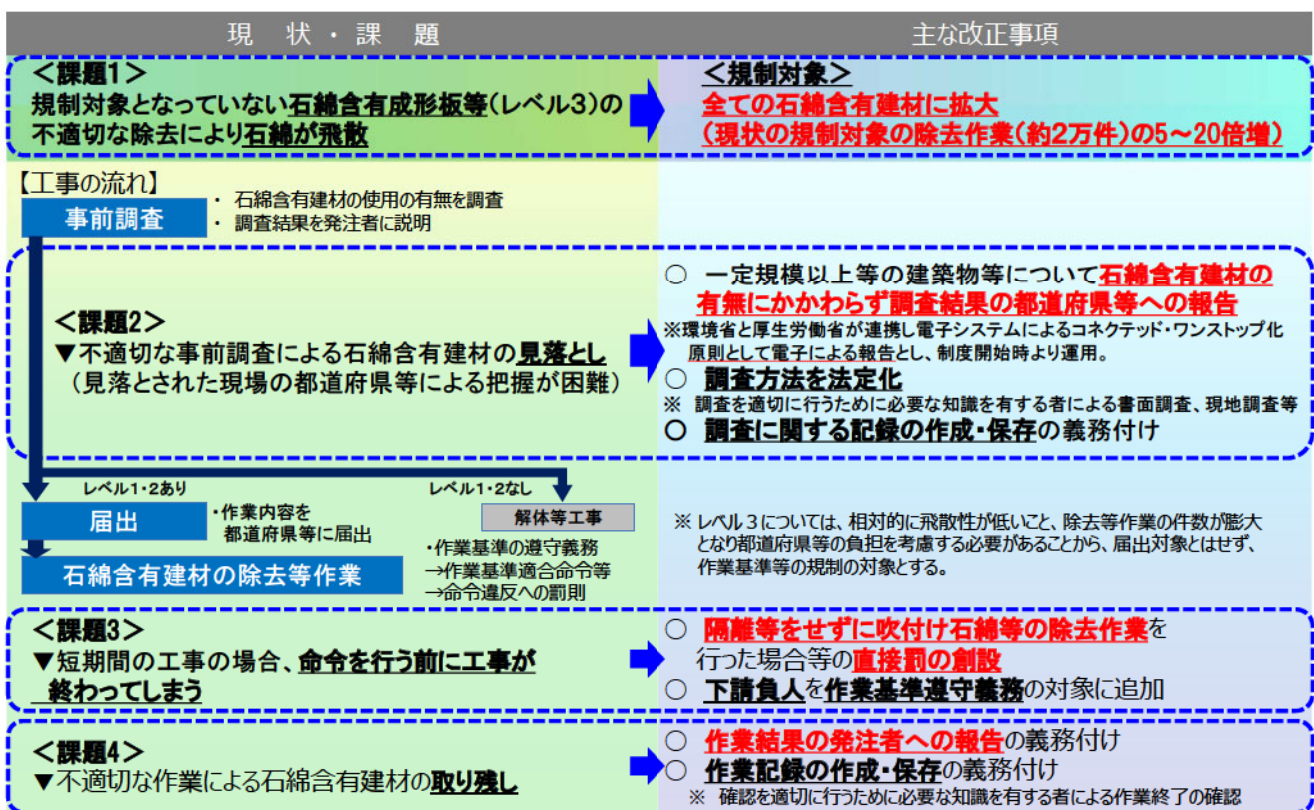 現 状 ・ 課 題
主な改正事項
＜課題1＞
規制対象となっていない石綿含有成形板等(レベル3)の
不適切な除去により石綿が飛散
＜規制対象＞
全ての石綿含有建材に拡大
(現状の規制対象の除去作業(約2万件)の5～20倍増)
【工事の流れ】
事前調査
・ 石綿含有建材の使用の有無を調査
・ 調査結果を発注者に説明
＜課題2＞
▼不適切な事前調査による石綿含有建材の見落とし
（見落とされた現場の都道府県等による把握が困難）
○ 一定規模以上等の建築物等について石綿含有建材の
有無にかかわらず調査結果の都道府県等への報告
※環境省と厚生労働省が連携し電子システムによるコネクテッド・ワンストップ化
原則として電子による報告とし、制度開始時より運用。
○ 調査方法を法定化
※ 調査を適切に行うために必要な知識を有する者による書面調査、現地調査等
○ 調査に関する記録の作成・保存の義務付け
レベル1・2あり
届出
・作業内容を
都道府県等に届出
石綿含有建材の除去等作業
レベル1・2なし
解体等工事
・作業基準の遵守義務
→作業基準適合命令等
→命令違反への罰則
※ レベル3については、相対的に飛散性が低いこと、除去等作業の件数が膨大
となり都道府県等の負担を考慮する必要があることから、届出対象とはせず、
作業基準等の規制の対象とする。
＜課題3＞
▼短期間の工事の場合、命令を行う前に工事が
終わってしまう
○ 隔離等をせずに吹付け石綿等の除去作業を
行った場合等の直接罰の創設
○ 下請負人を作業基準遵守義務の対象に追加
＜課題4＞
▼不適切な作業による石綿含有建材の取り残し
○ 作業結果の発注者への報告の義務付け
○ 作業記録の作成・保存の義務付け
※ 確認を適切に行うために必要な知識を有する者による作業終了の確認